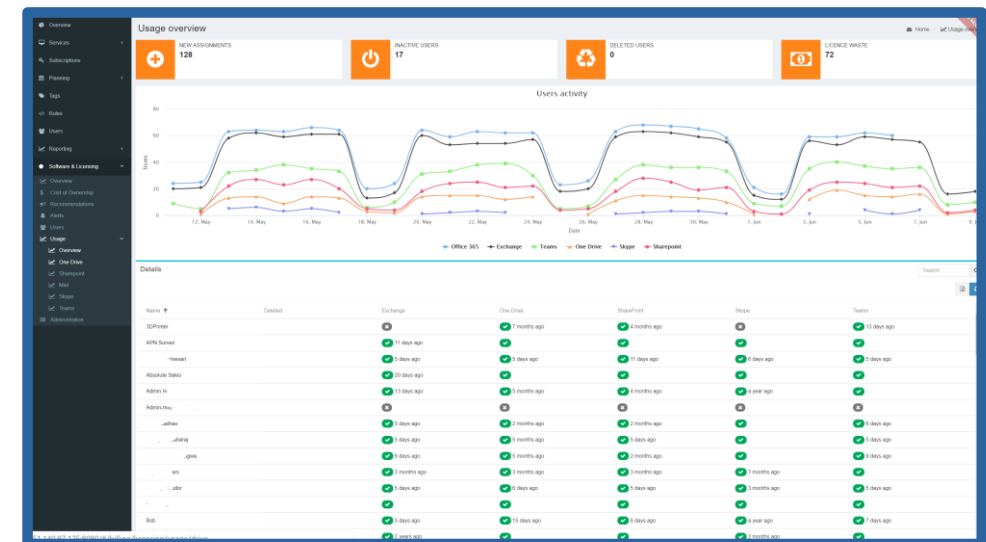 Overview
Services
Subscriptions
Planning
Tags
Rules
Users
Reporting
Software & Licensing
Overview
Cost of Ownership
Recommendations
Alerts
Users
Usage
Overview
One Drive
Sharepoint
Mail
Skype
Teams
Administration
Usage overview
Home
NEW ASSIGNMENTS
128
INACTIVE USERS
17
DELETED USERS
0
LICENCE WASTE
72
Users activity
Users
80
60
40
20
0
12. May 14. May 16. May 18. May 20. May 22. May 24. May 26. May 28. May 30. May 1. Jun 3. Jun 5. Jun 7. Jun
Date
Office 365 Exchange Teams One Drive Skype Sharepoint
Details
Search
Name Deleted Exchange One Drive SharePoint Skype Teams
3DPrinter 7 months ago 4 months ago 13 days ago
APN Sunset 11 days ago
5 days ago 5 days ago 11 days ago 6 days ago 5 days ago
Absolute Sales 20 days ago
Admin 13 days ago 5 months ago 4 months ago a year ago
5 days ago 2 months ago 2 months ago 6 days ago
5 days ago 5 months ago 5 days ago 5 days ago
6 days ago 5 months ago 2 months ago 9 days ago
3 months ago 3 months ago 3 months ago 7 months ago
5 days ago 6 days ago 5 days ago 3 months ago 5 days ago
Bob 5 days ago 15 days ago 6 days ago a year ago 7 days ago
2 years ago 2 months ago